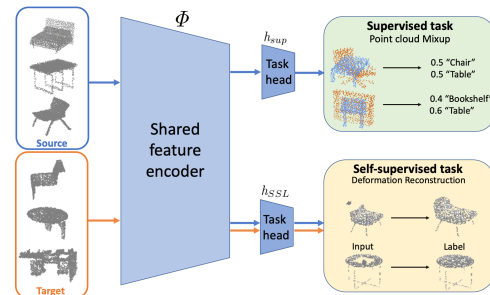 Φ
h_sup
Supervised task
Point cloud Mixup
Task
head
0.5 "Chair"
0.5 "Table"
0.4 "Bookshelf"
0.6 "Table"
Source
Shared
feature
encoder
Self-supervised task
Deformation Reconstruction
h_SSL
Task
head
Input
Label
Target